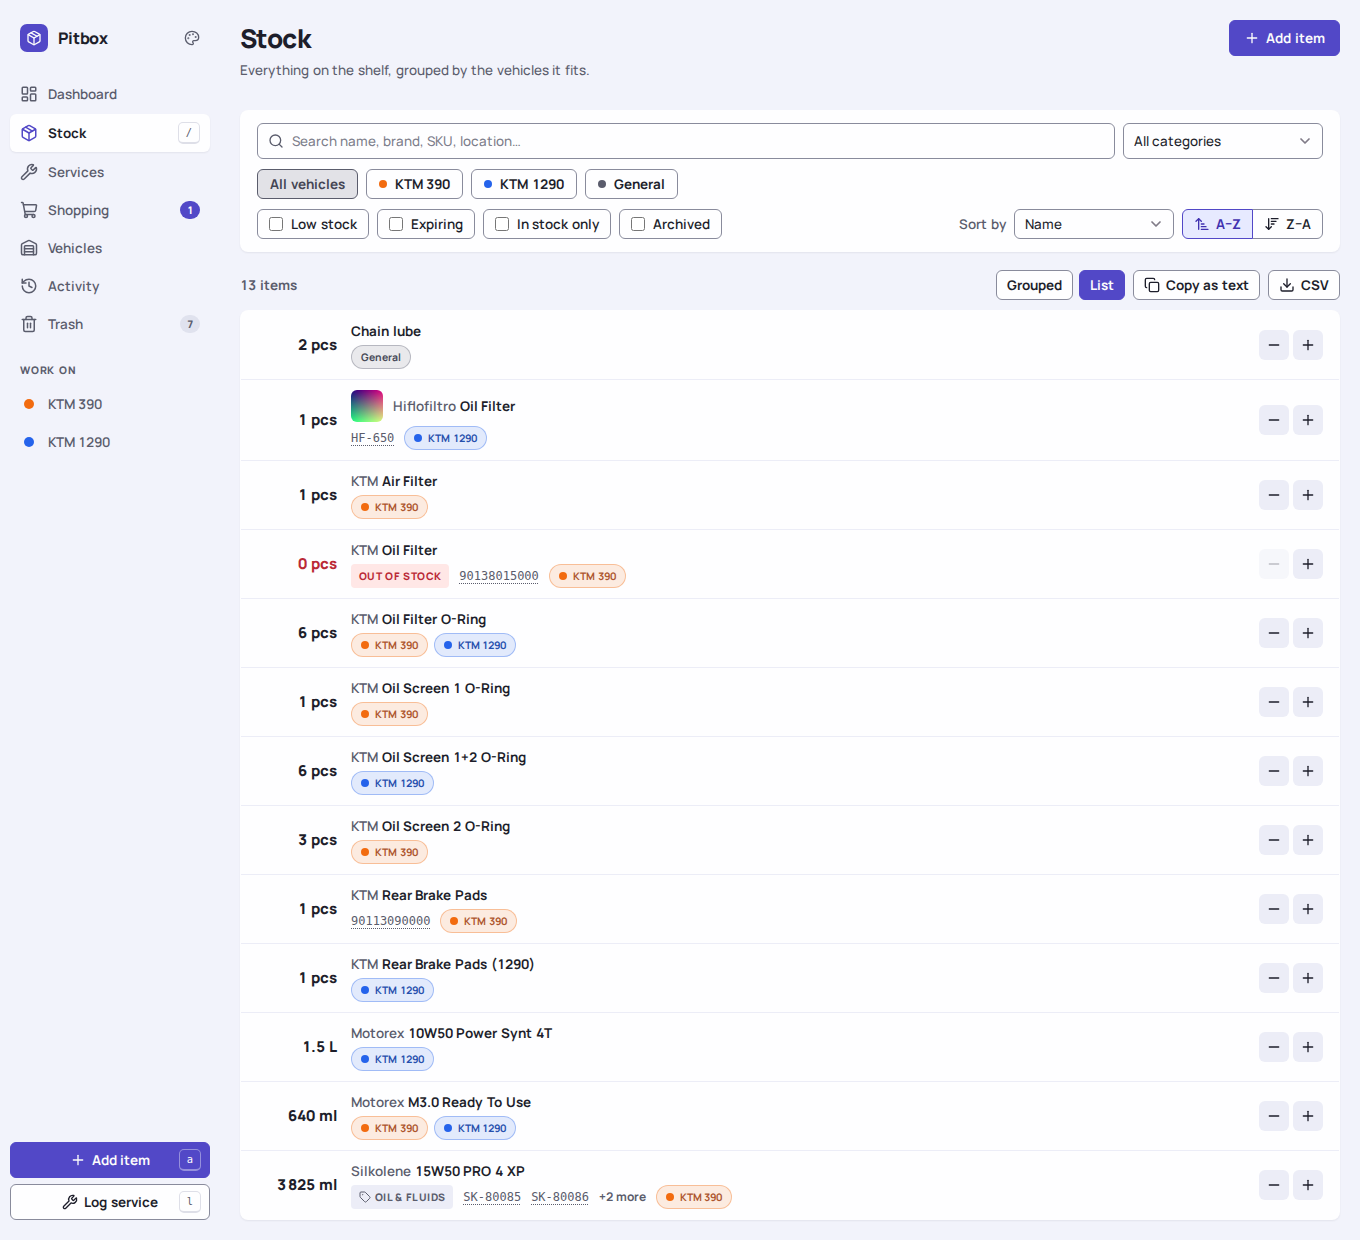 Pitbox
Dashboard
Stock /
Services
Shopping 1
Vehicles
Activity
Trash 7
WORK ON
KTM 390
KTM 1290
+ Add item a
Log service l
Stock
+ Add item
Everything on the shelf, grouped by the vehicles it fits.
Search name, brand, SKU, location…
All categories
All vehicles KTM 390 KTM 1290 General
Low stock Expiring In stock only Archived Sort by Name A–Z Z–A
13 items Grouped List Copy as text CSV
2 pcs Chain lube
General
1 pcs Hiflofiltro Oil Filter
HF-650 KTM 1290
1 pcs KTM Air Filter
KTM 390
0 pcs KTM Oil Filter
OUT OF STOCK 90138015000 KTM 390
6 pcs KTM Oil Filter O-Ring
KTM 390 KTM 1290
1 pcs KTM Oil Screen 1 O-Ring
KTM 390
6 pcs KTM Oil Screen 1+2 O-Ring
KTM 1290
3 pcs KTM Oil Screen 2 O-Ring
KTM 390
1 pcs KTM Rear Brake Pads
90113090000 KTM 390
1 pcs KTM Rear Brake Pads (1290)
KTM 1290
1.5 L Motorex 10W50 Power Synt 4T
KTM 1290
640 ml Motorex M3.0 Ready To Use
KTM 390 KTM 1290
3 825 ml Silkolene 15W50 PRO 4 XP
OIL & FLUIDS SK-80085 SK-80086 +2 more KTM 390